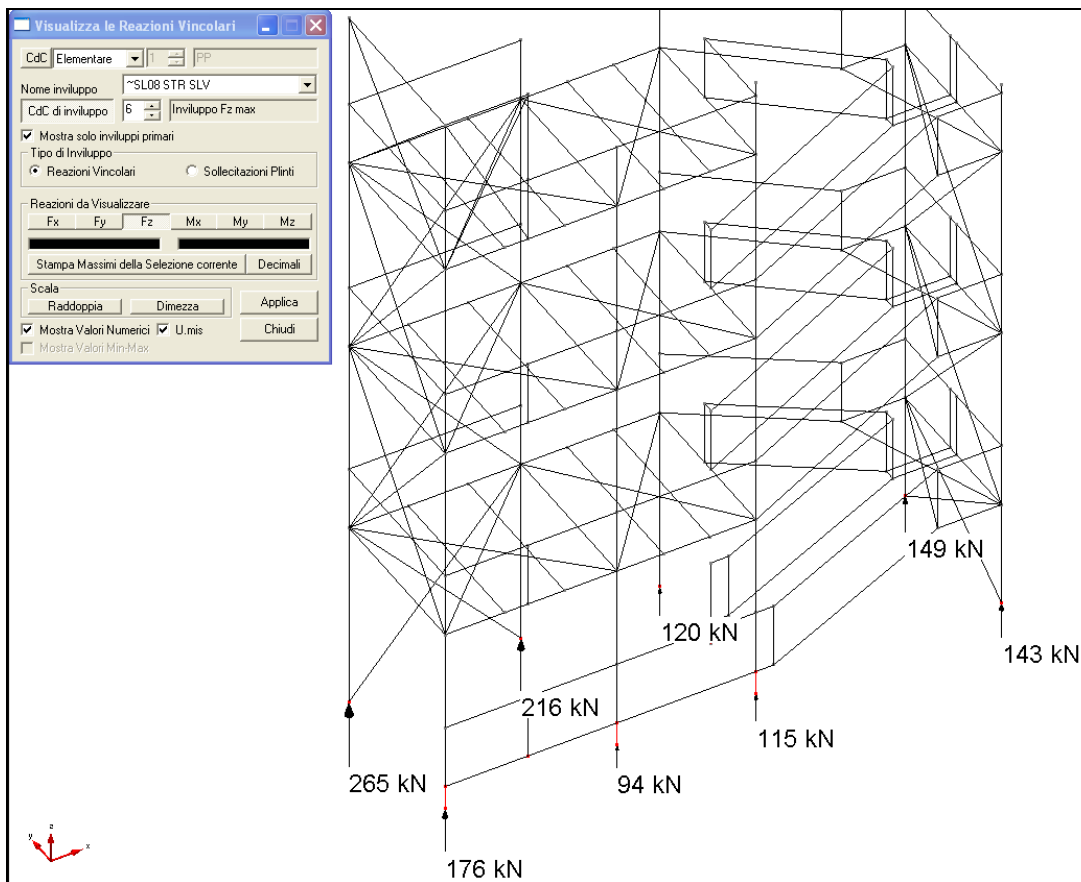 Visualizza le Reazioni Vincolari
CdC Elementare 1 PP
Nome inviluppo ~SL08 STR SLV
CdC di inviluppo 6 Inviluppo Fz max
Mostra solo inviluppi primari
Tipo di Inviluppo
Reazioni Vincolari Sollecitazioni Plinti
Reazioni da Visualizzare
Fx Fy Fz Mx My Mz
Stampa Massimi della Selezione corrente Decimali
Scala
Raddoppia Dimezza Applica
Mostra Valori Numerici U.mis Chiudi
Mostra Valori Min-Max
149 kN
120 kN
143 kN
216 kN
115 kN
265 kN
94 kN
176 kN
y z x